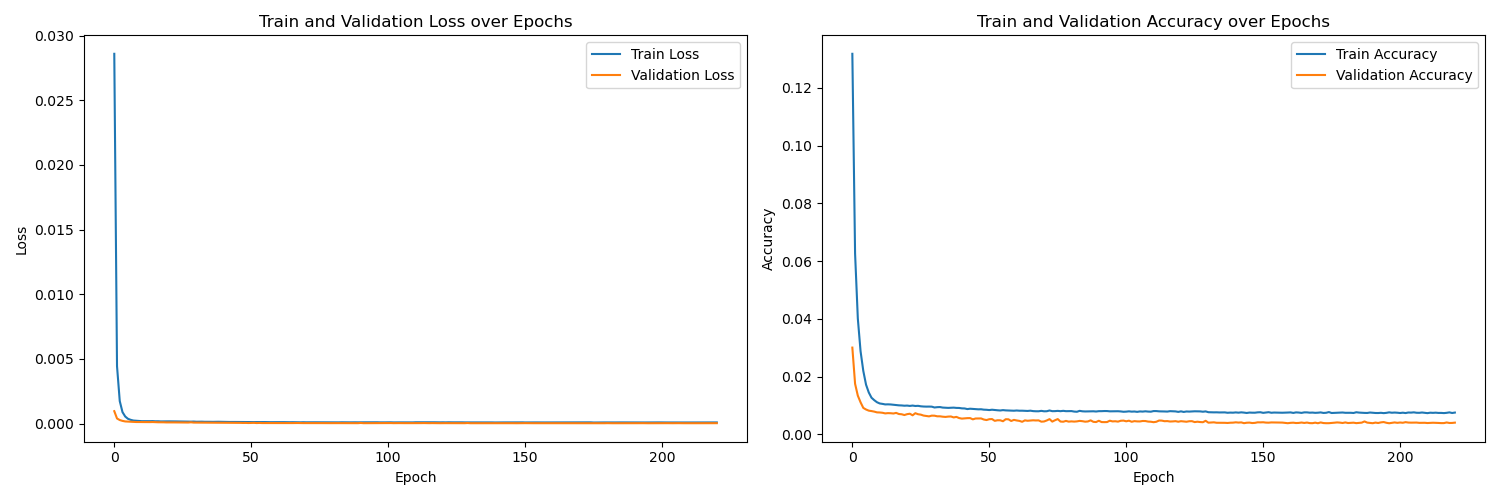 Train and Validation Loss over Epochs
0.030
0.025
0.020
0.015
0.010
0.005
0.000
Loss
Train Loss
Validation Loss
0 50 100 150 200
Epoch
Train and Validation Accuracy over Epochs
0.12
0.10
0.08
0.06
0.04
0.02
0.00
Accuracy
Train Accuracy
Validation Accuracy
0 50 100 150 200
Epoch